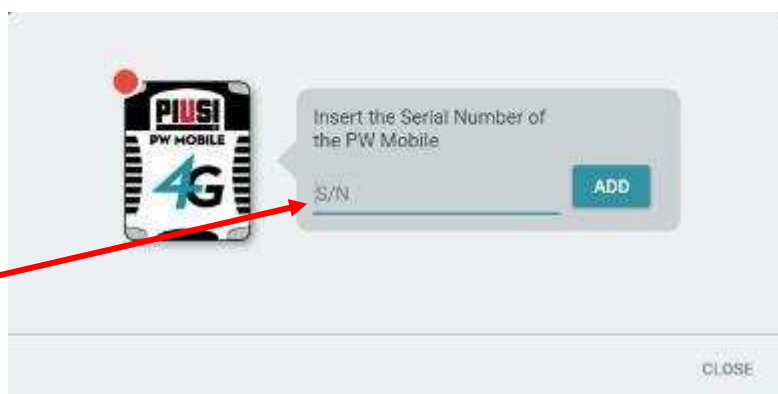 PIUSI
PW MOBILE
4G
Insert the Serial Number of
the PW Mobile
S/N
ADD
CLOSE